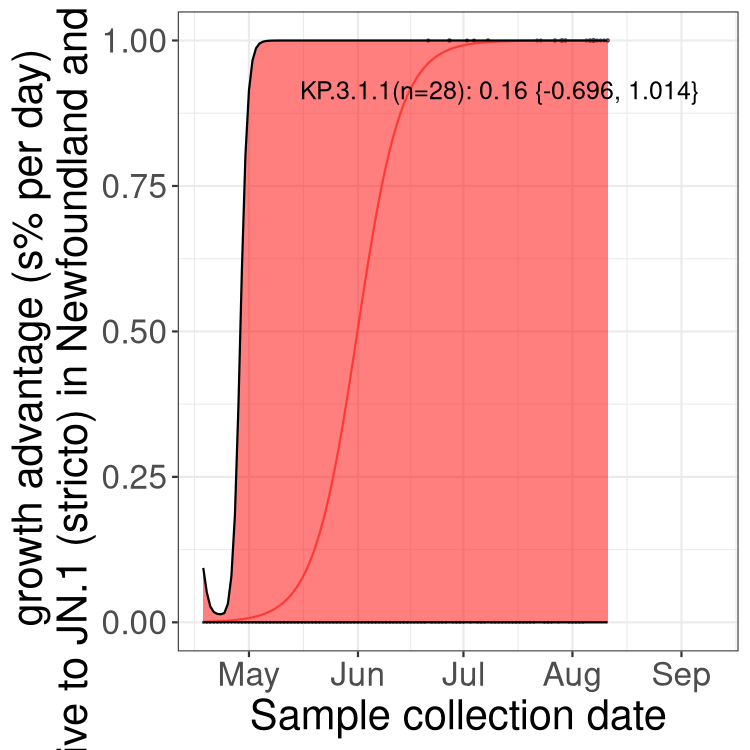 growth advantage (s% per day)
ive to JN.1 (stricto) in Newfoundland and
1.00
0.75
0.50
0.25
0.00
KP.3.1.1(n=28): 0.16 {-0.696, 1.014}
May Jun Jul Aug Sep
Sample collection date